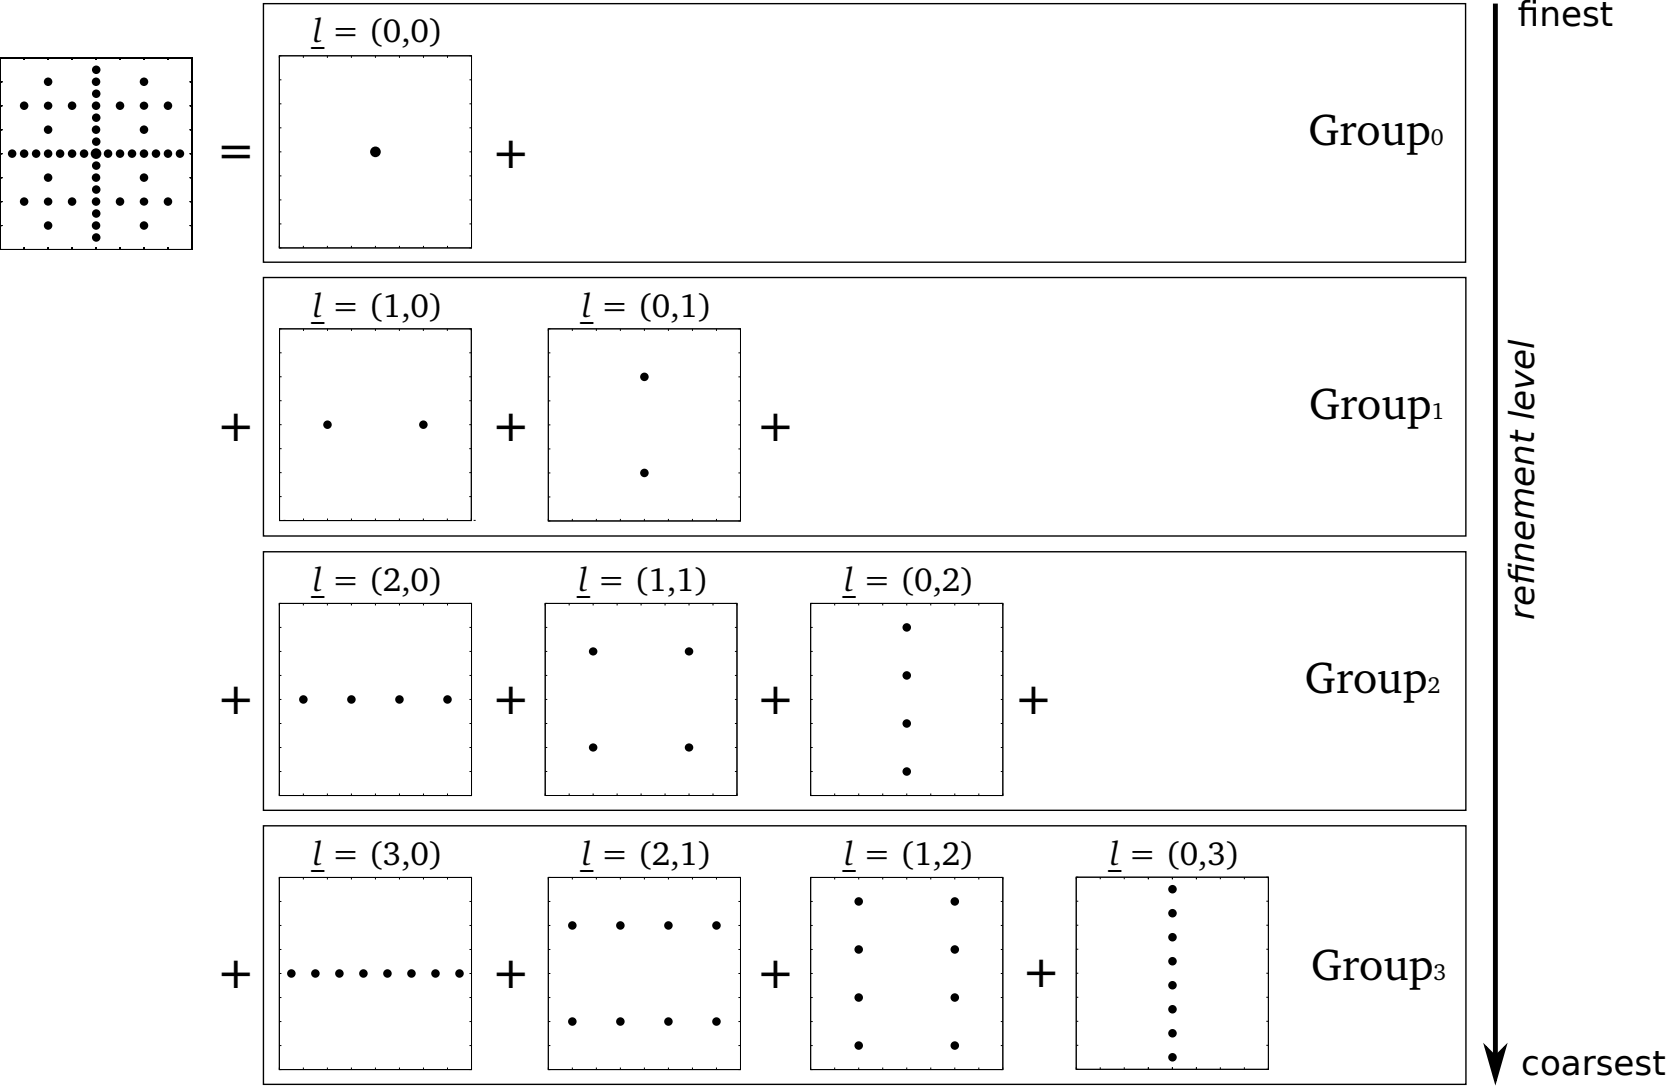 finest
l = (0,0)
=
+
Group0
l = (1,0)
l = (0,1)
+
+
+
Group1
refinement level
l = (2,0)
l = (1,1)
l = (0,2)
+
+
+
+
Group2
l = (3,0)
l = (2,1)
l = (1,2)
l = (0,3)
+
+
+
+
Group3
coarsest